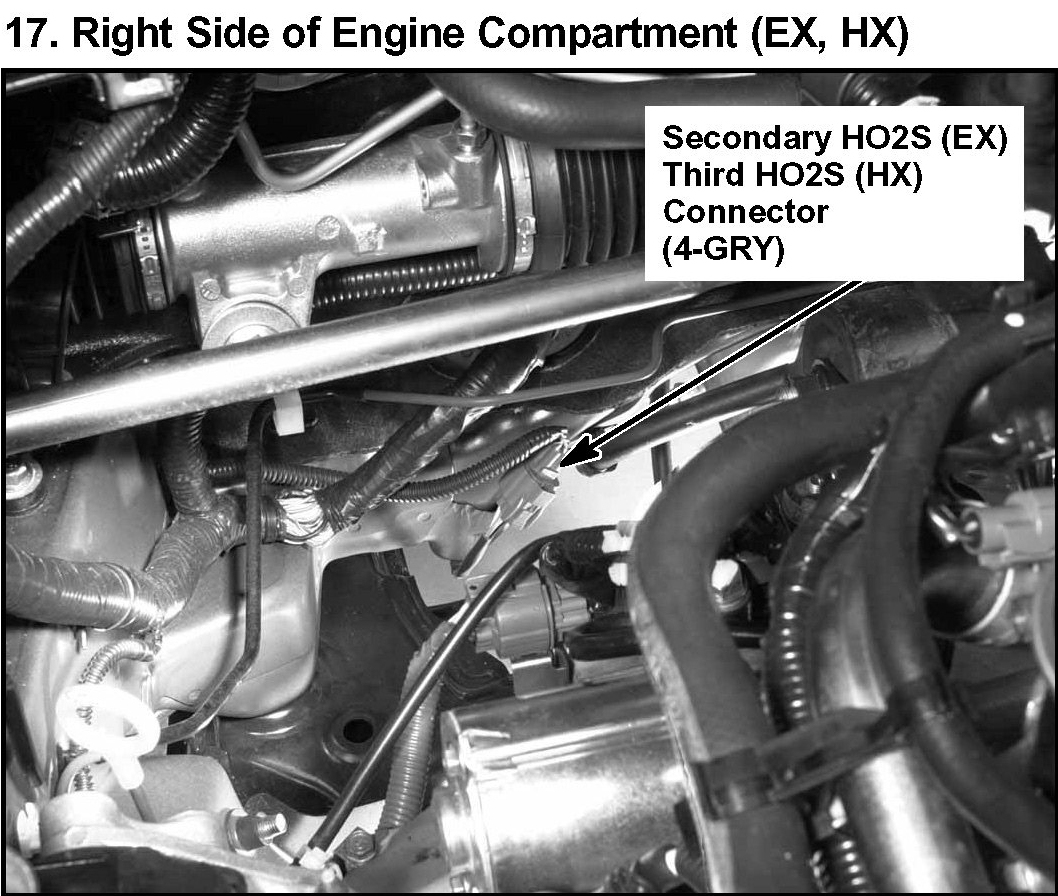 17. Right Side of Engine Compartment (EX, HX)
Secondary HO2S (EX)
Third HO2S (HX)
Connector
(4-GRY)